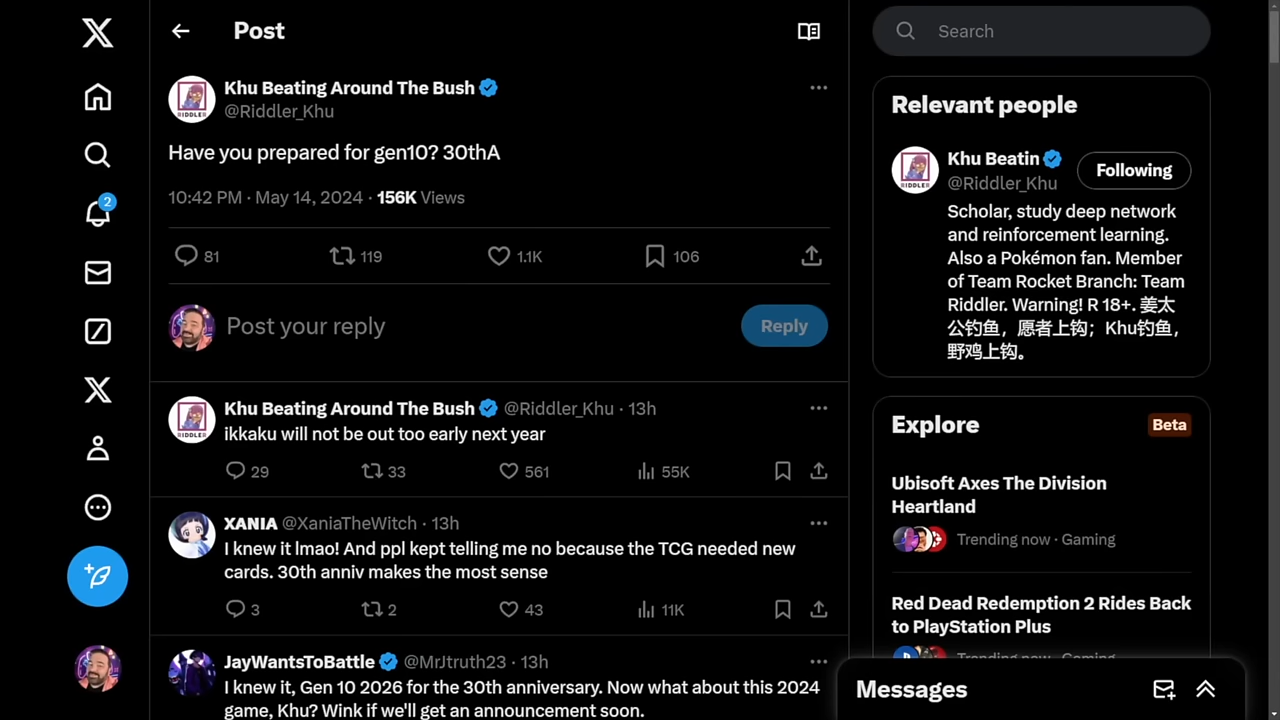 Post
Search
Khu Beating Around The Bush
@Riddler_Khu
Have you prepared for gen10? 30thA
10:42 PM · May 14, 2024 · 156K Views
81 119 1.1K 106
Post your reply
Reply
Khu Beating Around The Bush @Riddler_Khu · 13h
ikkaku will not be out too early next year
29 33 561 55K
XANIA @XaniaTheWitch · 13h
I knew it lmao! And ppl kept telling me no because the TCG needed new
cards. 30th anniv makes the most sense
3 2 43 11K
JayWantsToBattle @MrJtruth23 · 13h
I knew it, Gen 10 2026 for the 30th anniversary. Now what about this 2024
game, Khu? Wink if we'll get an announcement soon.
2
RIDDLER
RIDDLER
Relevant people
RIDDLER
Khu Beatin
@Riddler_Khu
Following
Scholar, study deep network
and reinforcement learning.
Also a Pokémon fan. Member
of Team Rocket Branch: Team
Riddler. Warning! R 18+. 姜太
公钓鱼，愿者上钩；Khu钓鱼，
野鸡上钩。
Explore
Beta
Ubisoft Axes The Division
Heartland
Trending now · Gaming
Red Dead Redemption 2 Rides Back
to PlayStation Plus
Trending now · Gaming
Messages